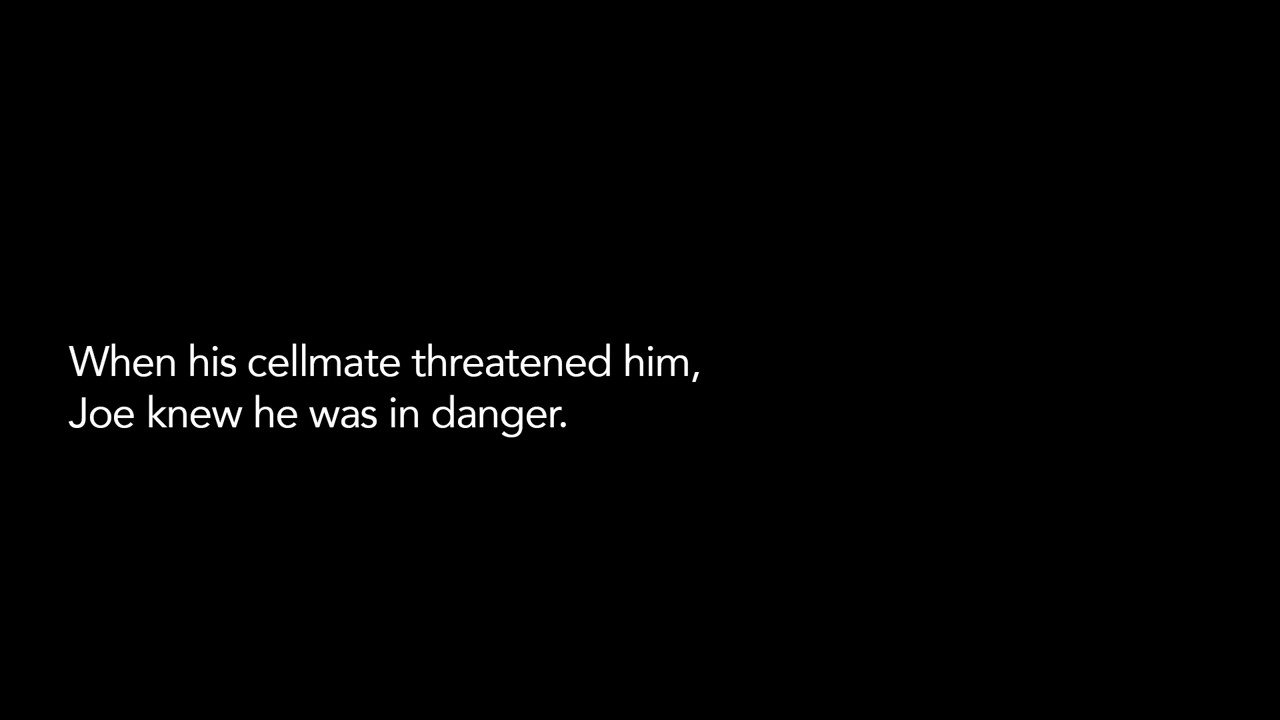 When his cellmate threatened him,
Joe knew he was in danger.